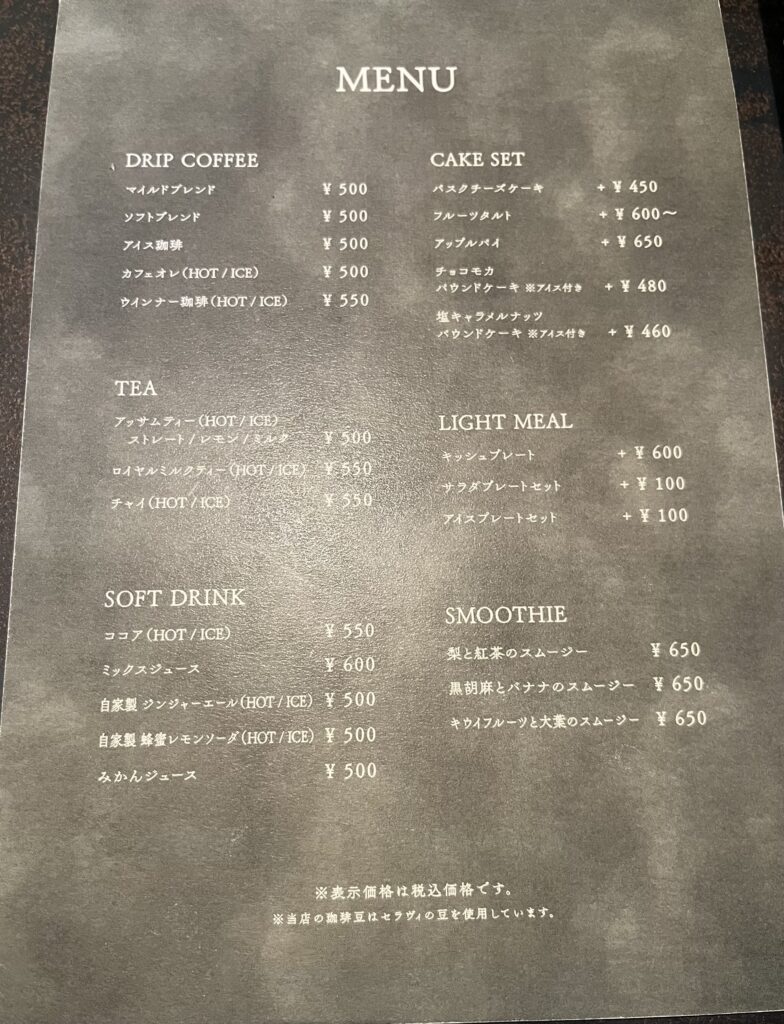 MENU
DRIP COFFEE
マイルドブレンド ¥ 500
ソフトブレンド ¥ 500
アイス珈琲 ¥ 500
カフェオレ(HOT / ICE) ¥ 500
ウインナー珈琲(HOT / ICE) ¥ 550
TEA
アッサムティー(HOT / ICE)
ストレート / レモン / ミルク ¥ 500
ロイヤルミルクティー(HOT / ICE) ¥ 550
チャイ(HOT / ICE) ¥ 550
SOFT DRINK
ココア(HOT / ICE) ¥ 550
ミックスジュース ¥ 600
自家製 ジンジャーエール(HOT / ICE) ¥ 500
自家製 蜂蜜レモンソーダ(HOT / ICE) ¥ 500
みかんジュース ¥ 500
CAKE SET
バスクチーズケーキ + ¥ 450
フルーツタルト + ¥ 600〜
アップルパイ + ¥ 650
チョコモカ
パウンドケーキ ※アイス付き + ¥ 480
塩キャラメルナッツ
パウンドケーキ ※アイス付き + ¥ 460
LIGHT MEAL
キッシュプレート + ¥ 600
サラダプレートセット + ¥ 100
アイスプレートセット + ¥ 100
SMOOTHIE
梨と紅茶のスムージー ¥ 650
黒胡麻とバナナのスムージー ¥ 650
キウイフルーツと大葉のスムージー ¥ 650
※表示価格は税込価格です。
※当店の珈琲豆はセラヴィの豆を使用しています。